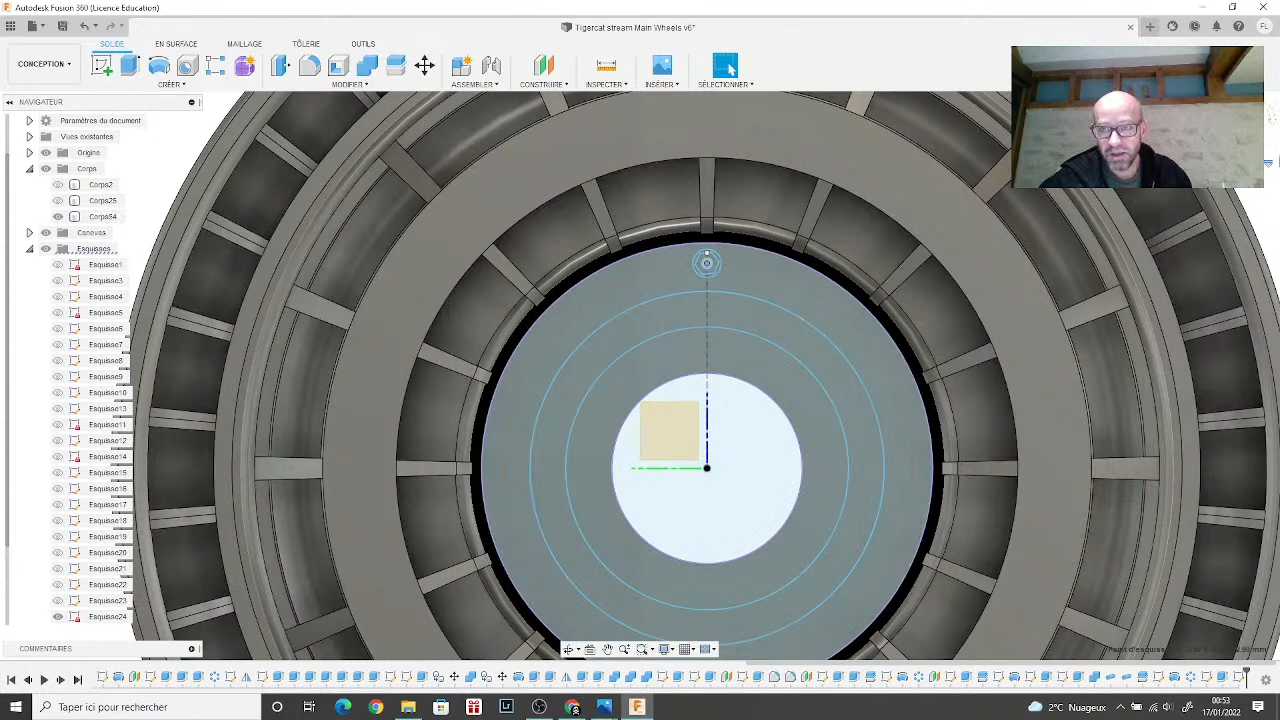 Autodesk Fusion 360 (Licence Education)
Tigercat stream Main Wheels v6*
FL
CONCEPTION
SOLIDE
EN SURFACE
MAILLAGE
TÔLERIE
OUTILS
CRÉER
MODIFIER
ASSEMBLER
CONSTRUIRE
INSPECTER
INSÉRER
SÉLECTIONNER
NAVIGATEUR
Paramètres du document
Vues existantes
Origine
Corps
Corps2
Corps25
Corps54
Canevas
Esquisses
Esquisse1
Esquisse3
Esquisse4
Esquisse5
Esquisse6
Esquisse7
Esquisse8
Esquisse9
Esquisse10
Esquisse13
Esquisse11
Esquisse12
Esquisse14
Esquisse15
Esquisse16
Esquisse17
Esquisse18
Esquisse19
Esquisse20
Esquisse21
Esquisse22
Esquisse23
Esquisse24
COMMENTAIRES
Taper ici pour rechercher
2°C Nuageux
00:53
17/01/2022